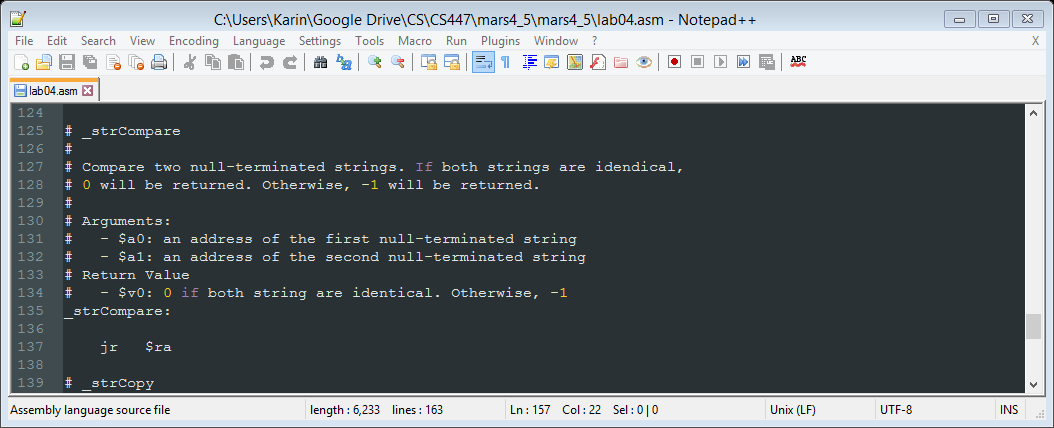 C:\Users\Karin\Google Drive\CS\CS447\mars4_5\mars4_5\lab04.asm - Notepad++
File Edit Search View Encoding Language Settings Tools Macro Run Plugins Window ? X
ABC
lab04.asm
124
125 # _strCompare
126 #
127 # Compare two null-terminated strings. If both strings are idendical,
128 # 0 will be returned. Otherwise, -1 will be returned.
129 #
130 # Arguments:
131 #   - $a0: an address of the first null-terminated string
132 #   - $a1: an address of the second null-terminated string
133 # Return Value
134 #   - $v0: 0 if both string are identical. Otherwise, -1
135 _strCompare:
136
137     jr   $ra
138
139 # _strCopy
Assembly language source file length : 6,233 lines : 163 Ln : 157 Col : 22 Sel : 0 | 0 Unix (LF) UTF-8 INS